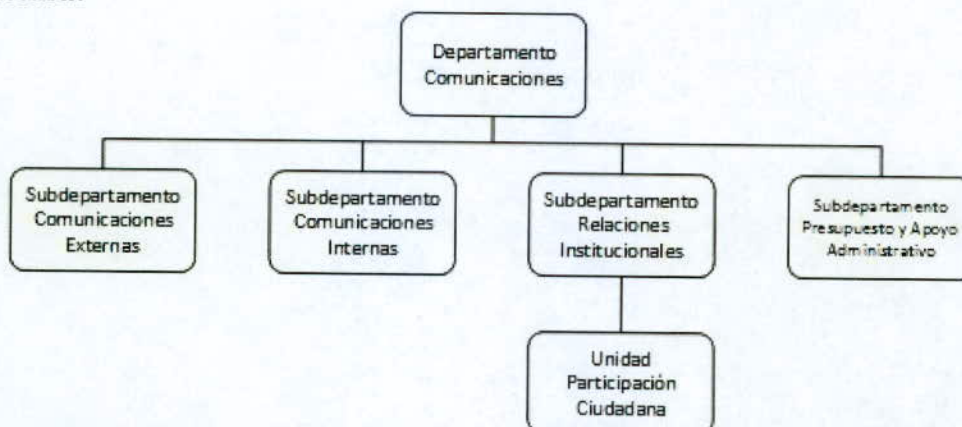 Departamento
Comunicaciones
Subdepartamento
Comunicaciones
Externas
Subdepartamento
Comunicaciones
Internas
Subdepartamento
Relaciones
Institucionales
Subdepartamento
Presupuesto y Apoyo
Administrativo
Unidad
Participación
Ciudadana